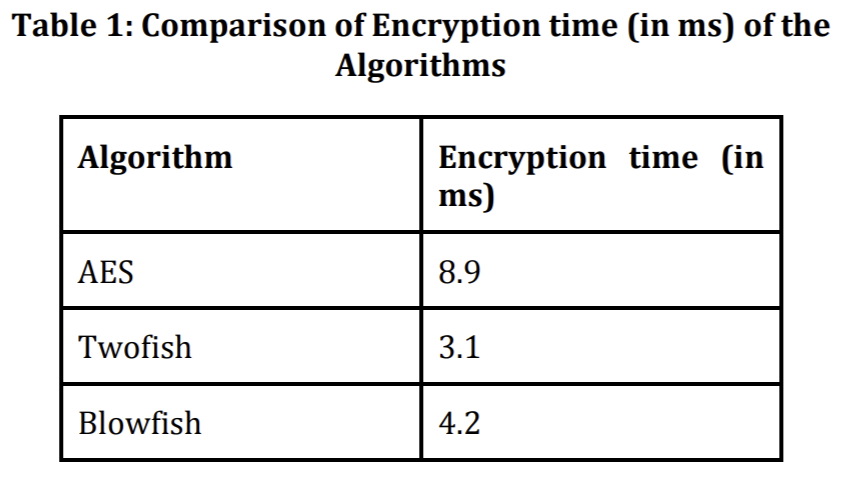 Table 1: Comparison of Encryption time (in ms) of the
Algorithms
Algorithm
Encryption time (in
ms)
AES
8.9
Twofish
3.1
Blowfish
4.2